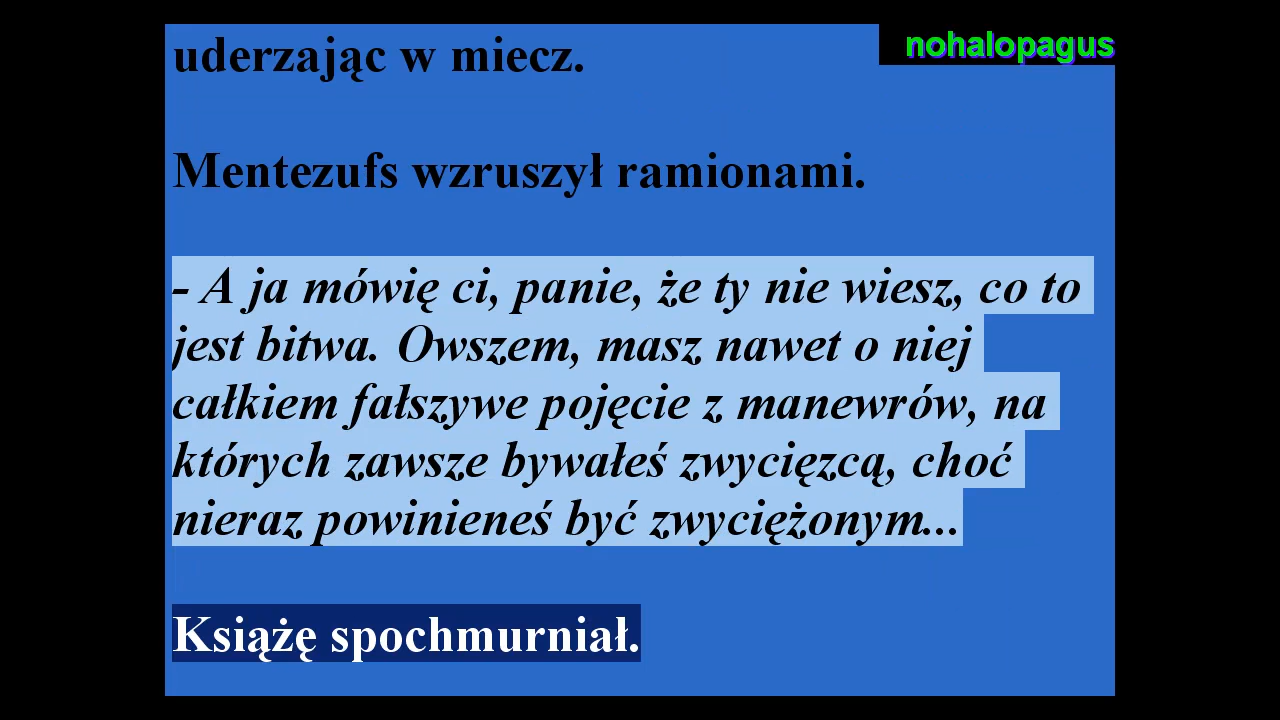 nohalopagus
uderzając w miecz.
Mentezufs wzruszył ramionami.
- A ja mówię ci, panie, że ty nie wiesz, co to
jest bitwa. Owszem, masz nawet o niej
całkiem fałszywe pojęcie z manewrów, na
których zawsze bywałeś zwycięzcą, choć
nieraz powinieneś być zwyciężonym...
Książę spochmurniał.